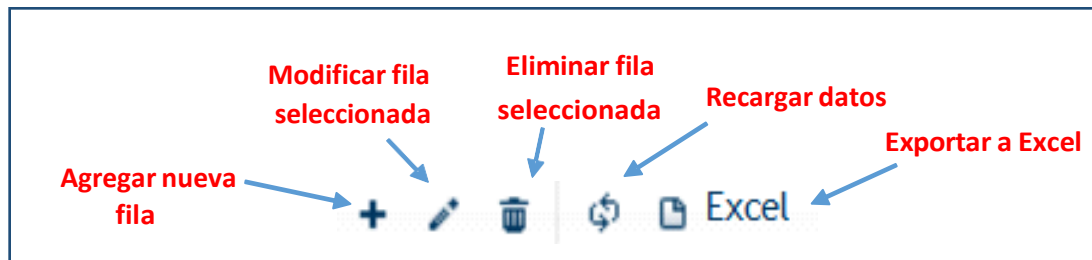 Modificar fila
seleccionada
Eliminar fila
seleccionada
Recargar datos
Exportar a Excel
Agregar nueva
fila
Excel